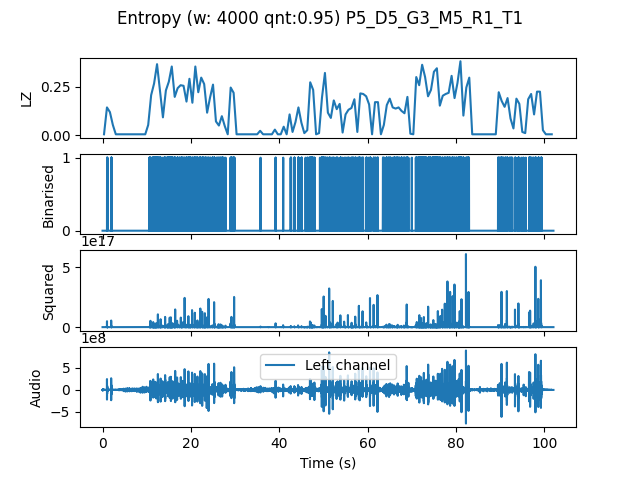 Entropy (w: 4000 qnt:0.95) P5_D5_G3_M5_R1_T1
LZ
0.25
0.00
Binarised
1
0
1e17
Squared
5
0
1e8
Audio
5
0
−5
Left channel
0 20 40 60 80 100
Time (s)